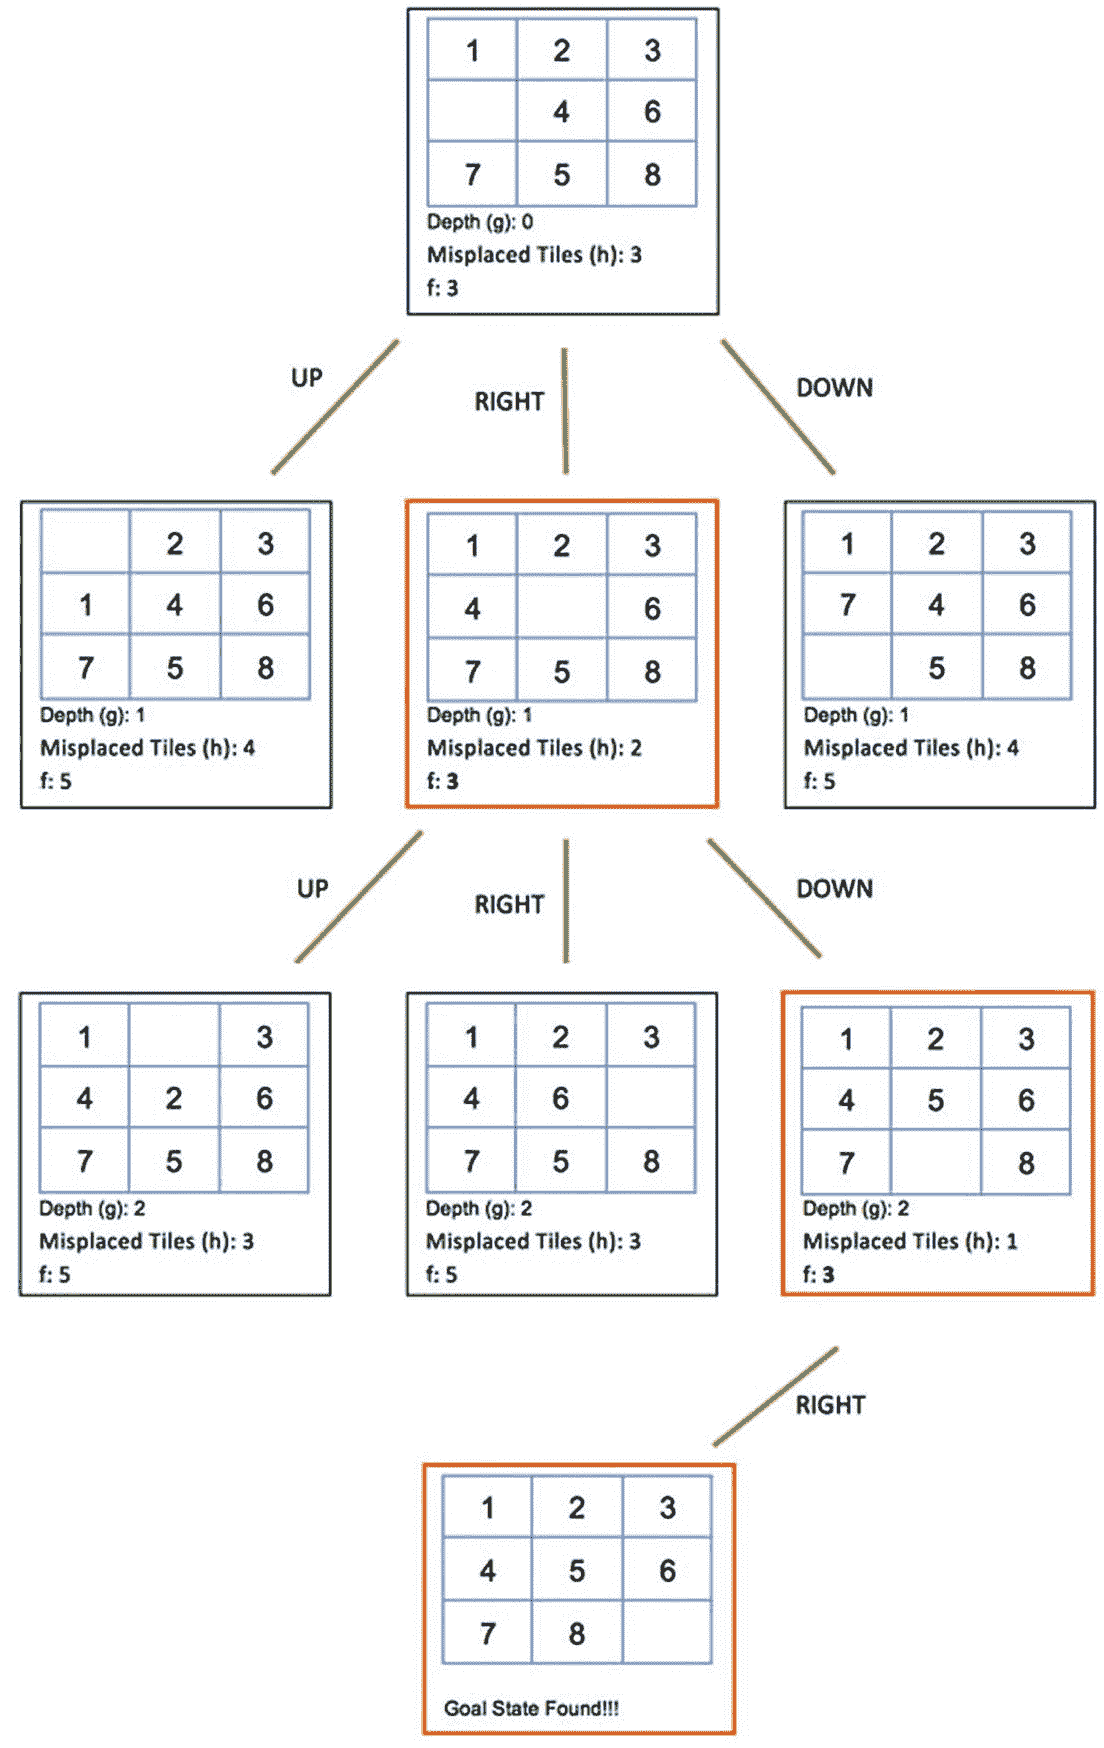 1 2 3
4 6
7 5 8
Depth (g): 0
Misplaced Tiles (h): 3
f: 3
UP
RIGHT
DOWN
2 3
1 4 6
7 5 8
Depth (g): 1
Misplaced Tiles (h): 4
f: 5
1 2 3
4 6
7 5 8
Depth (g): 1
Misplaced Tiles (h): 2
f: 3
1 2 3
7 4 6
5 8
Depth (g): 1
Misplaced Tiles (h): 4
f: 5
UP
RIGHT
DOWN
1 3
4 2 6
7 5 8
Depth (g): 2
Misplaced Tiles (h): 3
f: 5
1 2 3
4 6
7 5 8
Depth (g): 2
Misplaced Tiles (h): 3
f: 5
1 2 3
4 5 6
7 8
Depth (g): 2
Misplaced Tiles (h): 1
f: 3
RIGHT
1 2 3
4 5 6
7 8
Goal State Found!!!